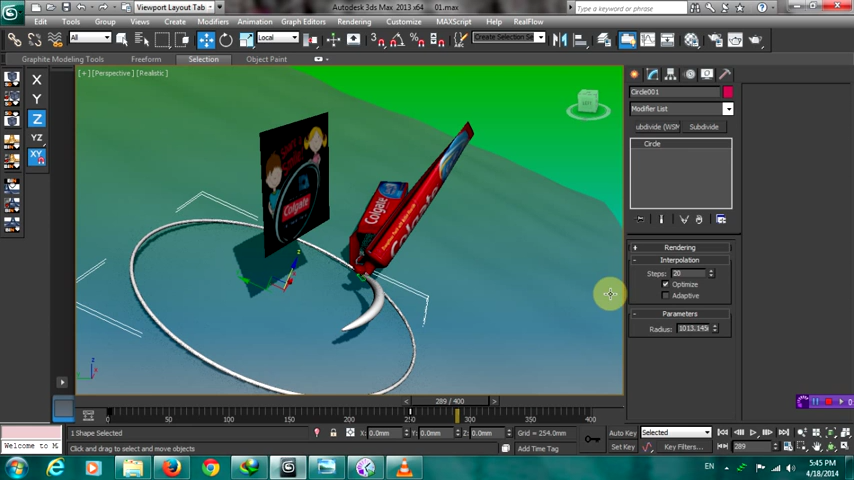 Viewport Layout Tab
Autodesk 3ds Max 2013 x64 01.max
Type a keyword or phrase
Edit Tools Group Views Create Modifiers Animation Graph Editors Rendering Customize MAXScript Help RealFlow
All Local Create Selection Se
Graphite Modeling Tools Freeform Selection Object Paint
[+] [Perspective] [Realistic]
X
Y
Z
YZ
XY
Circle001
Modifier List
ubdivide (WSM Subdivide
Circle
+ Rendering
- Interpolation
Steps: 20
Optimize
Adaptive
- Parameters
Radius: 1013.145
Colgate
Colgate
Colgate
z
z
< 289 / 400 >
0 50 100 150 200 250 300 350 400
1 Shape Selected X: 0.0mm Y: 0.0mm Z: 0.0mm Grid = 254.0mm Auto Key Selected
Welcome to M Click and drag to select and move objects Add Time Tag Set Key Key Filters... 289
EN 5:45 PM
4/18/2014